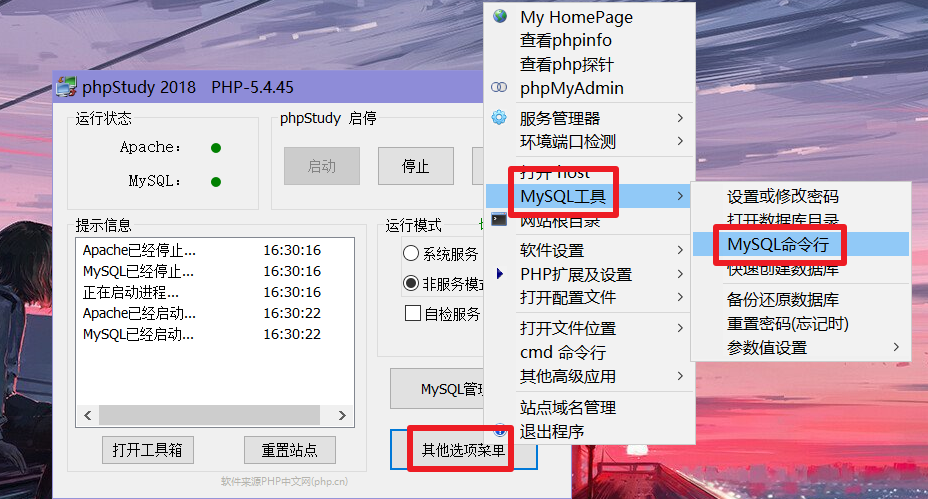 phpStudy 2018 PHP-5.4.45
运行状态
Apache:
MySQL:
phpStudy 启停
启动
停止
提示信息
Apache已经停止... 16:30:16
MySQL已经停止... 16:30:16
正在启动进程... 16:30:16
Apache已经启动... 16:30:22
MySQL已经启动... 16:30:22
打开工具箱
重置站点
运行模式
系统服务
非服务模式
自检服务
MySQL管
其他选项菜单
软件来源PHP中文网(php.cn)
My HomePage
查看phpinfo
查看php探针
phpMyAdmin
服务管理器
环境端口检测
打开 host
MySQL工具
网站根目录
软件设置
PHP扩展及设置
打开配置文件
打开文件位置
cmd 命令行
其他高级应用
站点域名管理
退出程序
设置或修改密码
打开数据库目录
MySQL命令行
快速创建数据库
备份还原数据库
重置密码(忘记时)
参数值设置